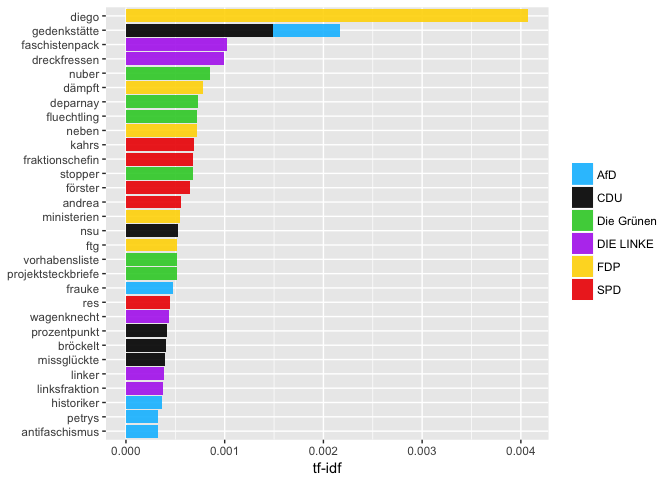 diego
gedenkstätte
faschistenpack
dreckfressen
nuber
dämpft
deparnay
fluechtling
neben
kahrs
fraktionschefin
stopper
förster
andrea
ministerien
nsu
ftg
vorhabensliste
projektsteckbriefe
frauke
res
wagenknecht
prozentpunkt
bröckelt
missglückte
linker
linksfraktion
historiker
petrys
antifaschismus
0.000 0.001 0.002 0.003 0.004
tf-idf
AfD
CDU
Die Grünen
DIE LINKE
FDP
SPD